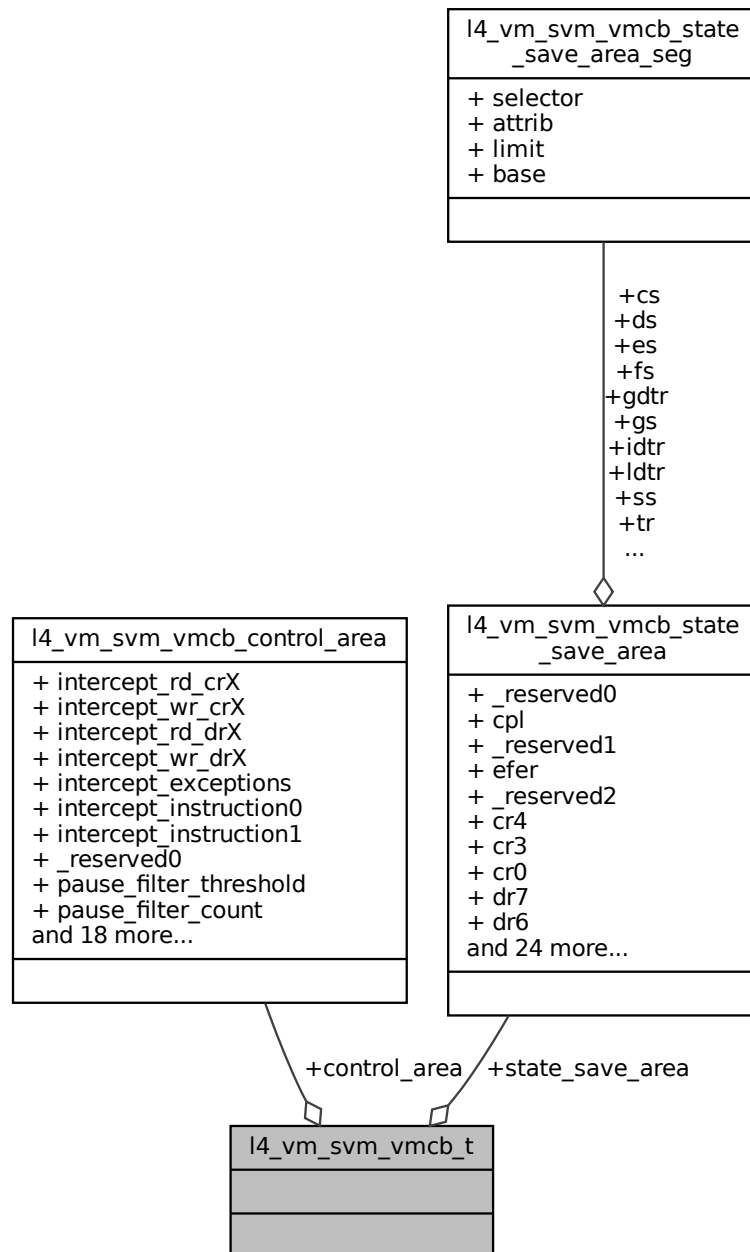 l4_vm_svm_vmcb_state
_save_area_seg
+ selector
+ attrib
+ limit
+ base
+cs
+ds
+es
+fs
+gdtr
+gs
+idtr
+ldtr
+ss
+tr
...
l4_vm_svm_vmcb_control_area
+ intercept_rd_crX
+ intercept_wr_crX
+ intercept_rd_drX
+ intercept_wr_drX
+ intercept_exceptions
+ intercept_instruction0
+ intercept_instruction1
+ _reserved0
+ pause_filter_threshold
+ pause_filter_count
and 18 more...
l4_vm_svm_vmcb_state
_save_area
+ _reserved0
+ cpl
+ _reserved1
+ efer
+ _reserved2
+ cr4
+ cr3
+ cr0
+ dr7
+ dr6
and 24 more...
+control_area
+state_save_area
l4_vm_svm_vmcb_t